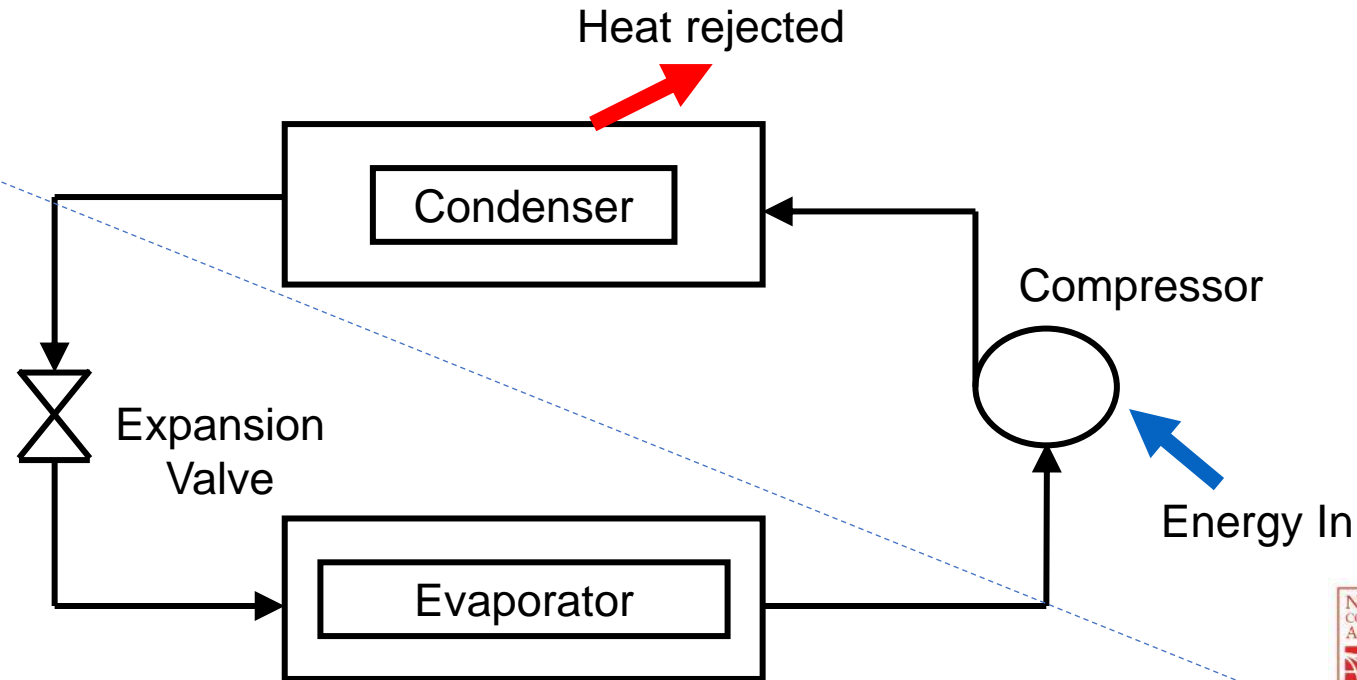 Heat rejected
Condenser
Compressor
Expansion
Valve
Energy In
Evaporator